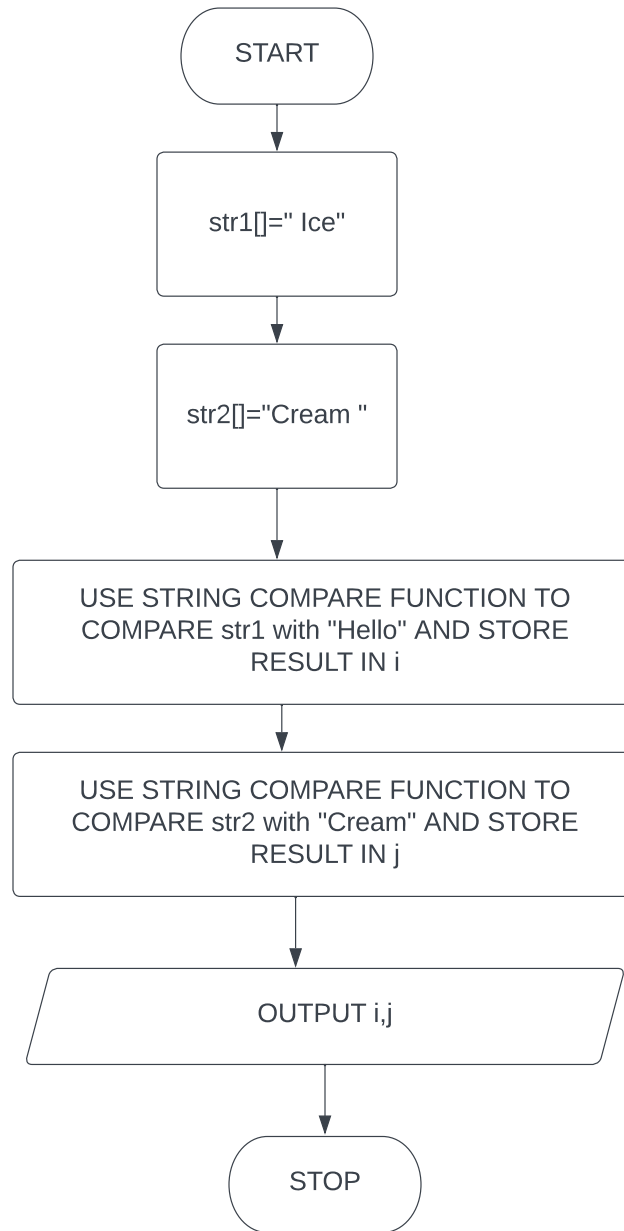 START
str1[]=" Ice"
str2[]="Cream "
USE STRING COMPARE FUNCTION TO
COMPARE str1 with "Hello" AND STORE
RESULT IN i
USE STRING COMPARE FUNCTION TO
COMPARE str2 with "Cream" AND STORE
RESULT IN j
OUTPUT i,j
STOP